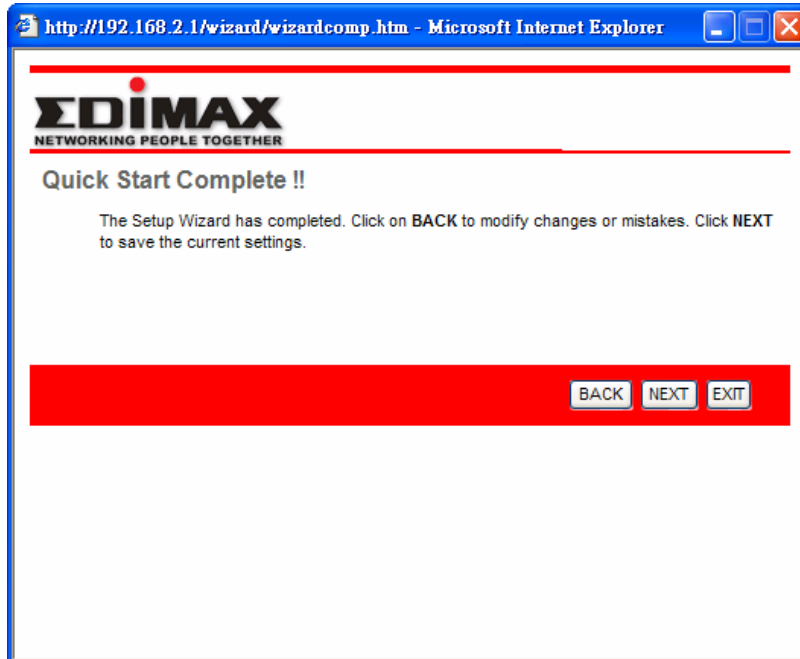 http://192.168.2.1/wizard/wizardcomp.htm - Microsoft Internet Explorer
EDiMAX
NETWORKING PEOPLE TOGETHER
Quick Start Complete !!
The Setup Wizard has completed. Click on BACK to modify changes or mistakes. Click NEXT
to save the current settings.
BACK NEXT EXIT